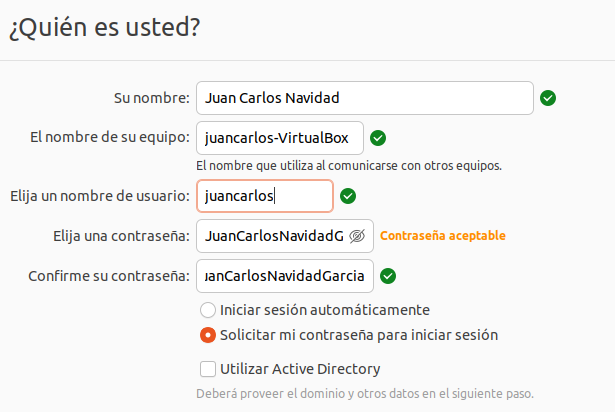 ¿Quién es usted?
Su nombre: Juan Carlos Navidad
El nombre de su equipo: juancarlos-VirtualBox
El nombre que utiliza al comunicarse con otros equipos.
Elija un nombre de usuario: juancarlos
Elija una contraseña: JuanCarlosNavidadG Contraseña aceptable
Confirme su contraseña: uanCarlosNavidadGarcia
Iniciar sesión automáticamente
Solicitar mi contraseña para iniciar sesión
Utilizar Active Directory
Deberá proveer el dominio y otros datos en el siguiente paso.